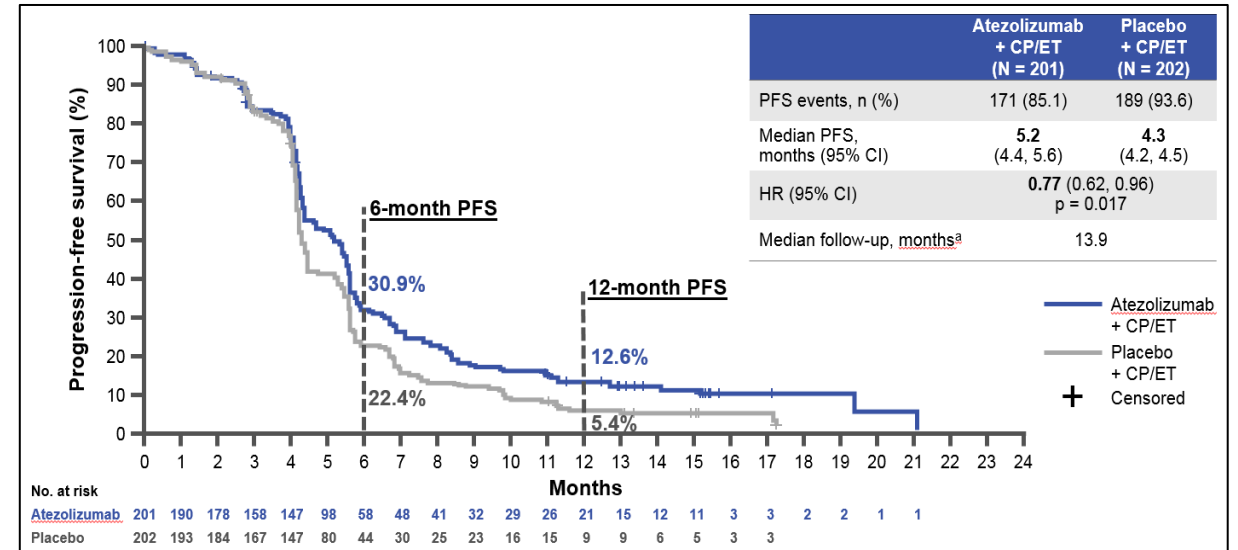 Atezolizumab + CP/ET (N = 201) Placebo + CP/ET (N = 202)
PFS events, n (%) 171 (85.1) 189 (93.6)
Median PFS, months (95% CI) 5.2 (4.4, 5.6) 4.3 (4.2, 4.5)
HR (95% CI) 0.77 (0.62, 0.96) p = 0.017
Median follow-up, monthsᵃ 13.9
Progression-free survival (%)
100
90
80
70
60
50
40
30
20
10
0
6-month PFS
30.9%
22.4%
12-month PFS
12.6%
5.4%
Atezolizumab
+ CP/ET
Placebo
+ CP/ET
Censored
0 1 2 3 4 5 6 7 8 9 10 11 12 13 14 15 16 17 18 19 20 21 22 23 24
Months
No. at risk
Atezolizumab 201 190 178 158 147 98 58 48 41 32 29 26 21 15 12 11 3 3 2 2 1 1
Placebo 202 193 184 167 147 80 44 30 25 23 16 15 9 9 6 5 3 3